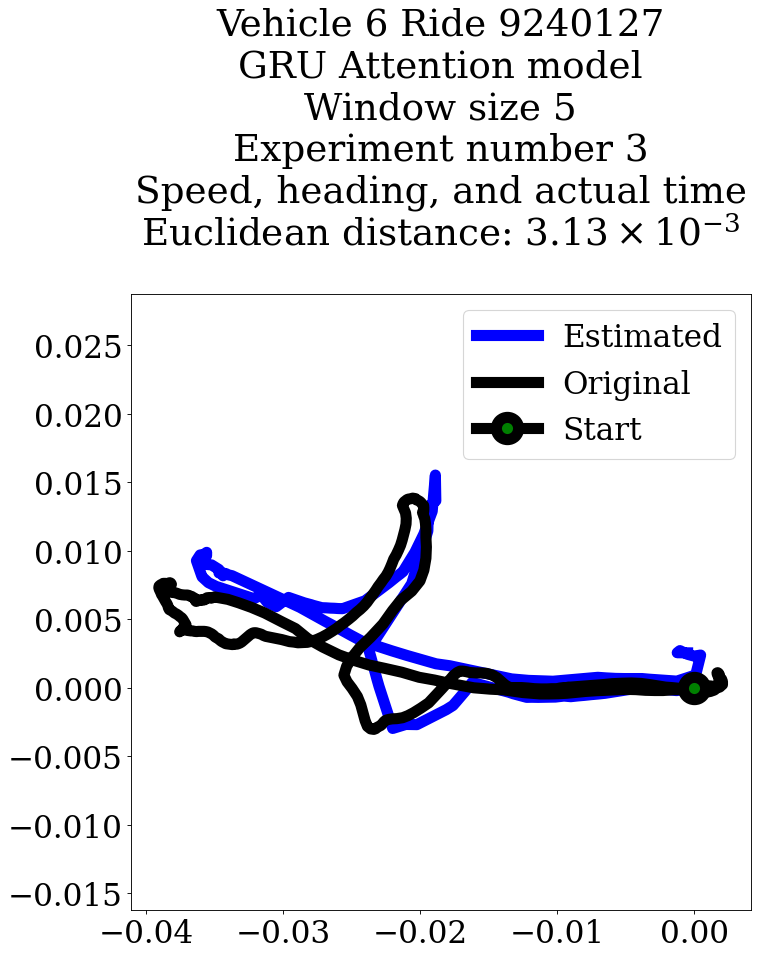 Vehicle 6 Ride 9240127
GRU Attention model
Window size 5
Experiment number 3
Speed, heading, and actual time
Euclidean distance: 3.13 × 10⁻³
Estimated
Original
Start
0.025
0.020
0.015
0.010
0.005
0.000
−0.005
−0.010
−0.015
−0.04 −0.03 −0.02 −0.01 0.00